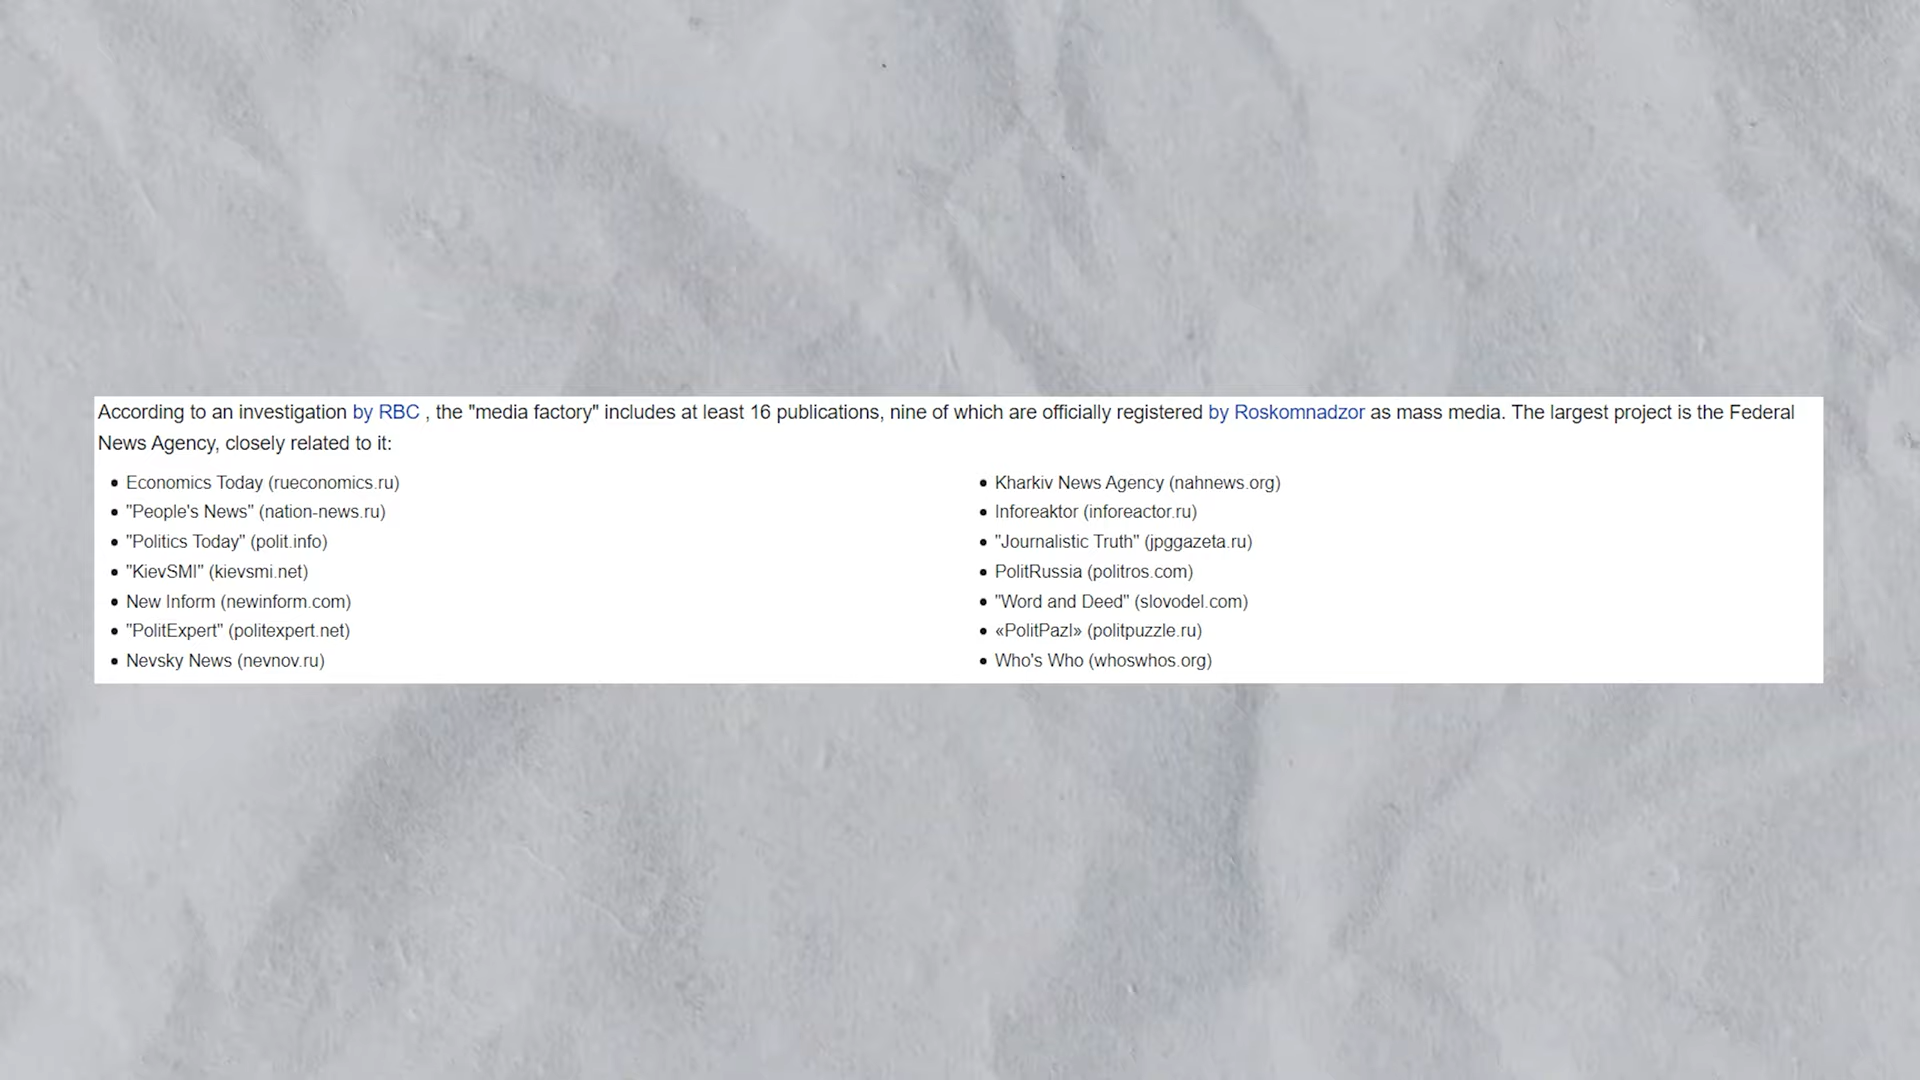 According to an investigation by RBC , the "media factory" includes at least 16 publications, nine of which are officially registered by Roskomnadzor as mass media. The largest project is the Federal
News Agency, closely related to it:
• Economics Today (rueconomics.ru)
• "People's News" (nation-news.ru)
• "Politics Today" (polit.info)
• "KievSMI" (kievsmi.net)
• New Inform (newinform.com)
• "PolitExpert" (politexpert.net)
• Nevsky News (nevnov.ru)
• Kharkiv News Agency (nahnews.org)
• Inforeaktor (inforeactor.ru)
• "Journalistic Truth" (jpggazeta.ru)
• PolitRussia (politros.com)
• "Word and Deed" (slovodel.com)
• «PolitPazl» (politpuzzle.ru)
• Who's Who (whoswhos.org)